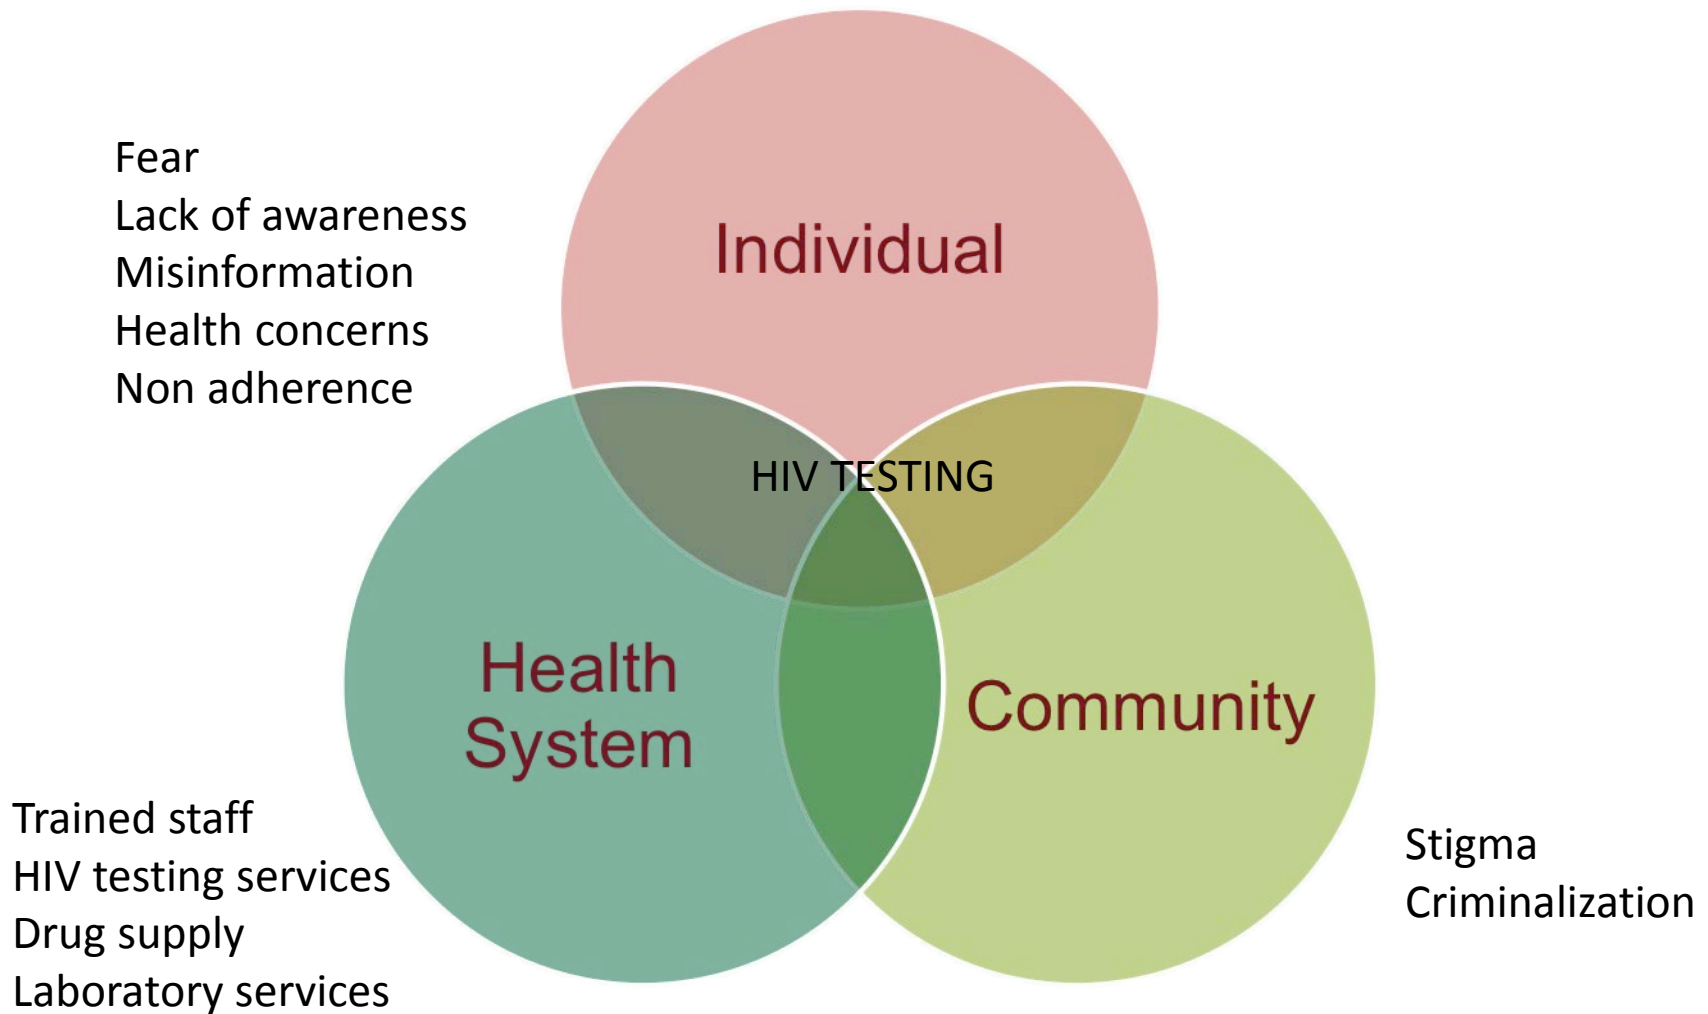 Fear
Lack of awareness
Misinformation
Health concerns
Non adherence
Individual
HIV TESTING
Health
System
Community
Trained staff
HIV testing services
Drug supply
Laboratory services
Stigma
Criminalization